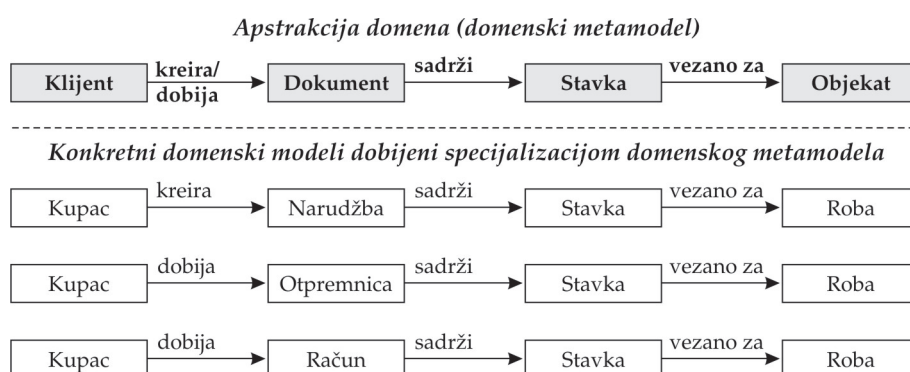 Apstrakcija domena (domenski metamodel)
Klijent kreira/ dobija Dokument sadrži Stavka vezano za Objekat
Konkretni domenski modeli dobijeni specijalizacijom domenskog metamodela
Kupac kreira Narudžba sadrži Stavka vezano za Roba
Kupac dobija Otpremnica sadrži Stavka vezano za Roba
Kupac dobija Račun sadrži Stavka vezano za Roba